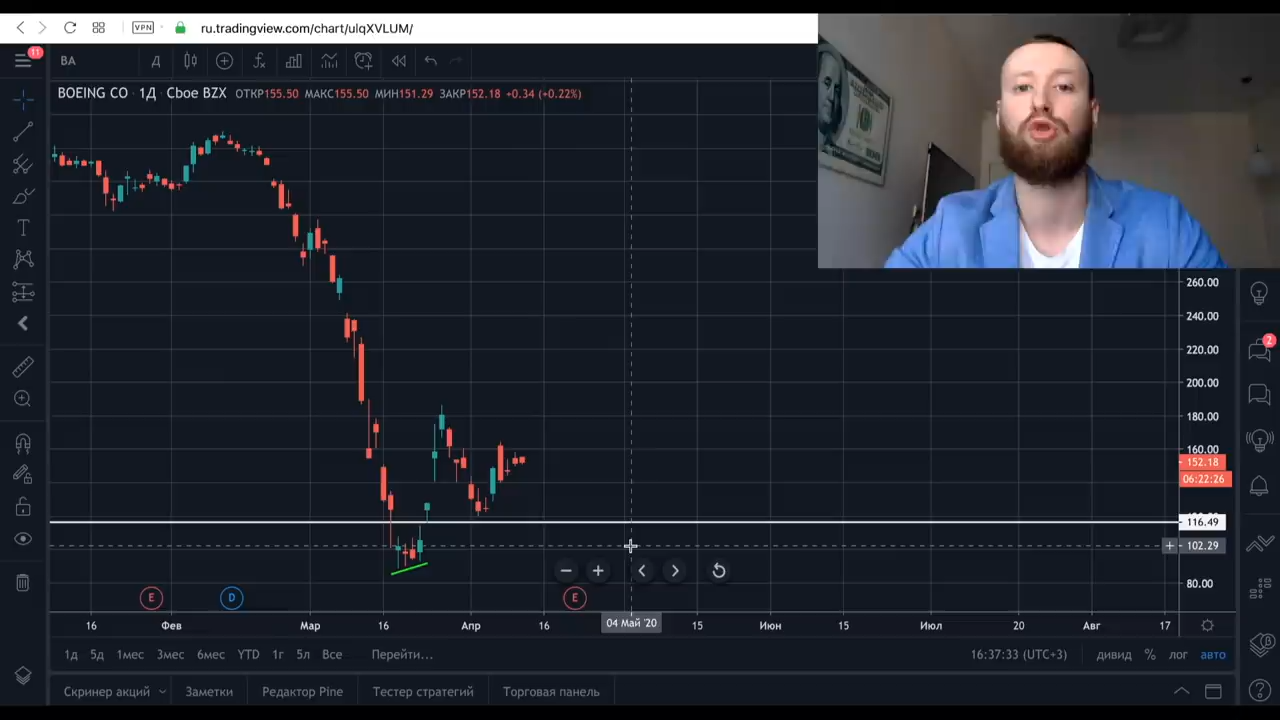 VPN
ru.tradingview.com/chart/ulqXVLUM/
11
BA
Д
BOEING CO · 1Д · Cboe BZX ОТКР155.50 МАКС155.50 МИН151.29 ЗАКР152.18 +0.34 (+0.22%)
260.00
240.00
220.00
200.00
180.00
160.00
152.18
06:22:26
116.49
102.29
80.00
2
E
D
E
16
Фев
Мар
16
Апр
16
04 Май '20
15
Июн
15
Июл
20
Авг
17
1д 5д 1мес 3мес 6мес YTD 1г 5л Все Перейти...
16:37:33 (UTC+3) дивид % лог авто
Скринер акций Заметки Редактор Pine Тестер стратегий Торговая панель